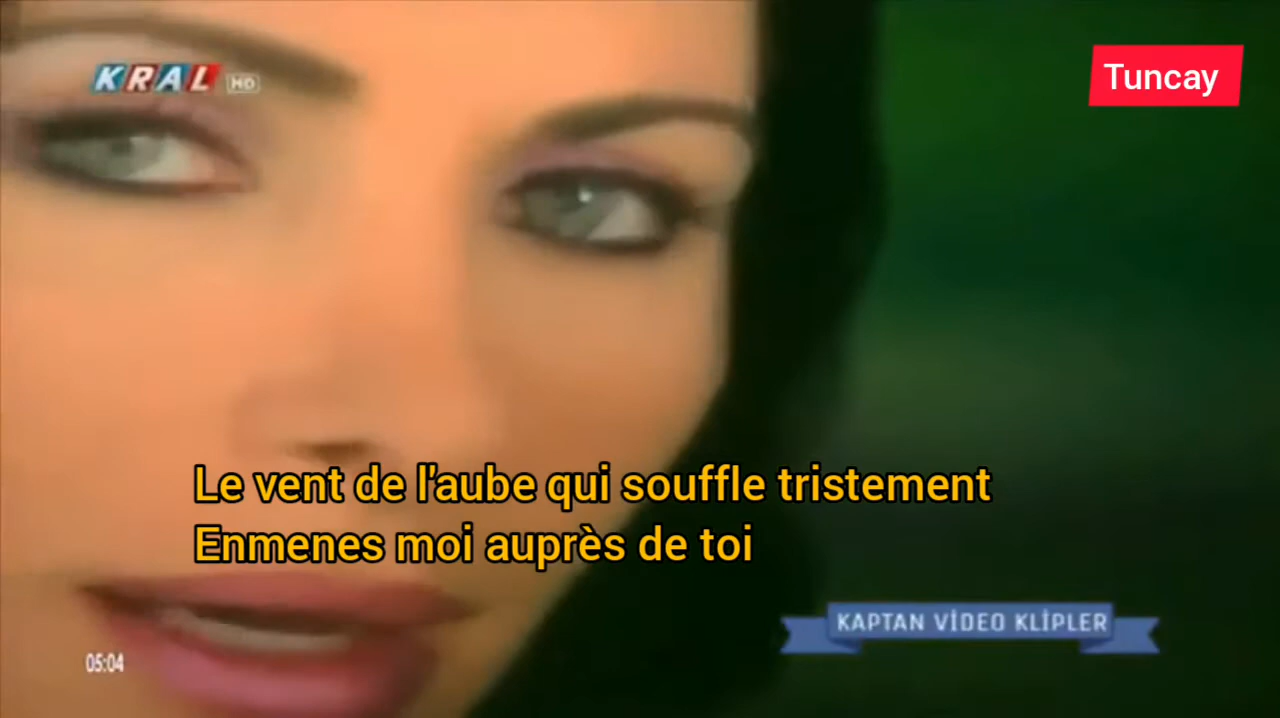 KRAL HD
Tuncay
Le vent de l'aube qui souffle tristement
Enmenes moi auprès de toi
KAPTAN VİDEO KLİPLER
05:04